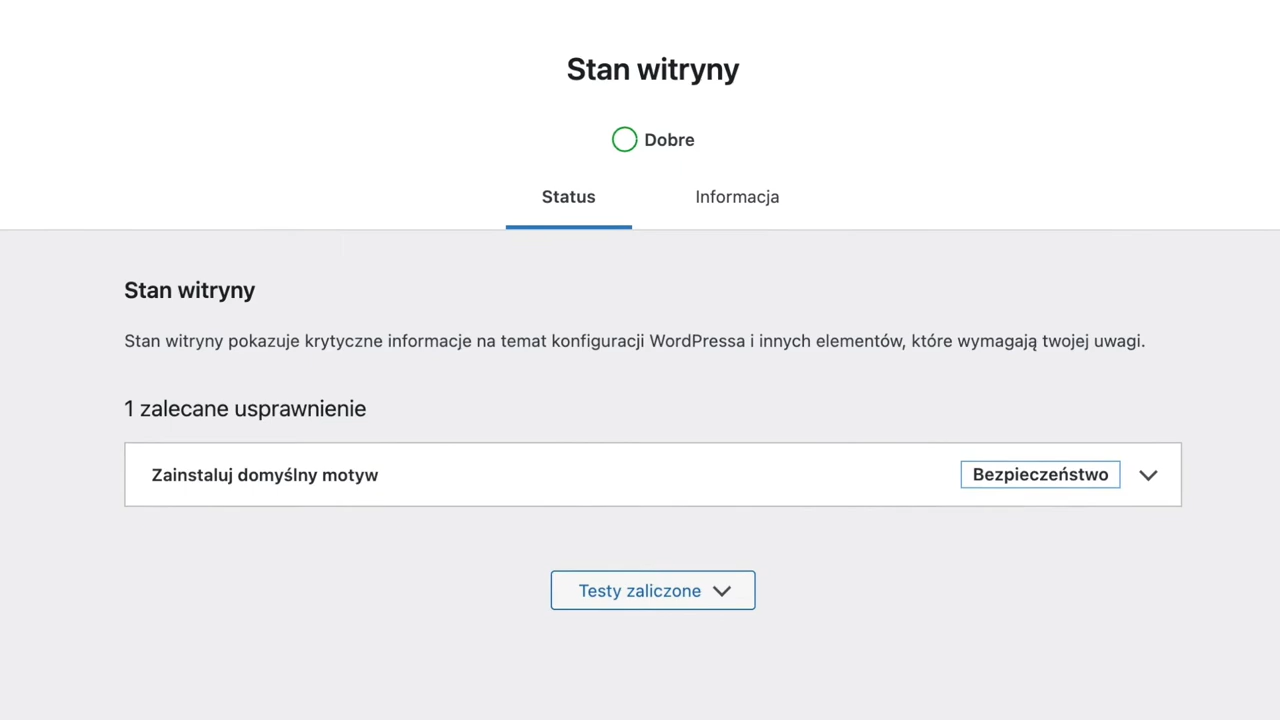 Stan witryny
Dobre
Status
Informacja
Stan witryny
Stan witryny pokazuje krytyczne informacje na temat konfiguracji WordPressa i innych elementów, które wymagają twojej uwagi.
1 zalecane usprawnienie
Zainstaluj domyślny motyw
Bezpieczeństwo
Testy zaliczone